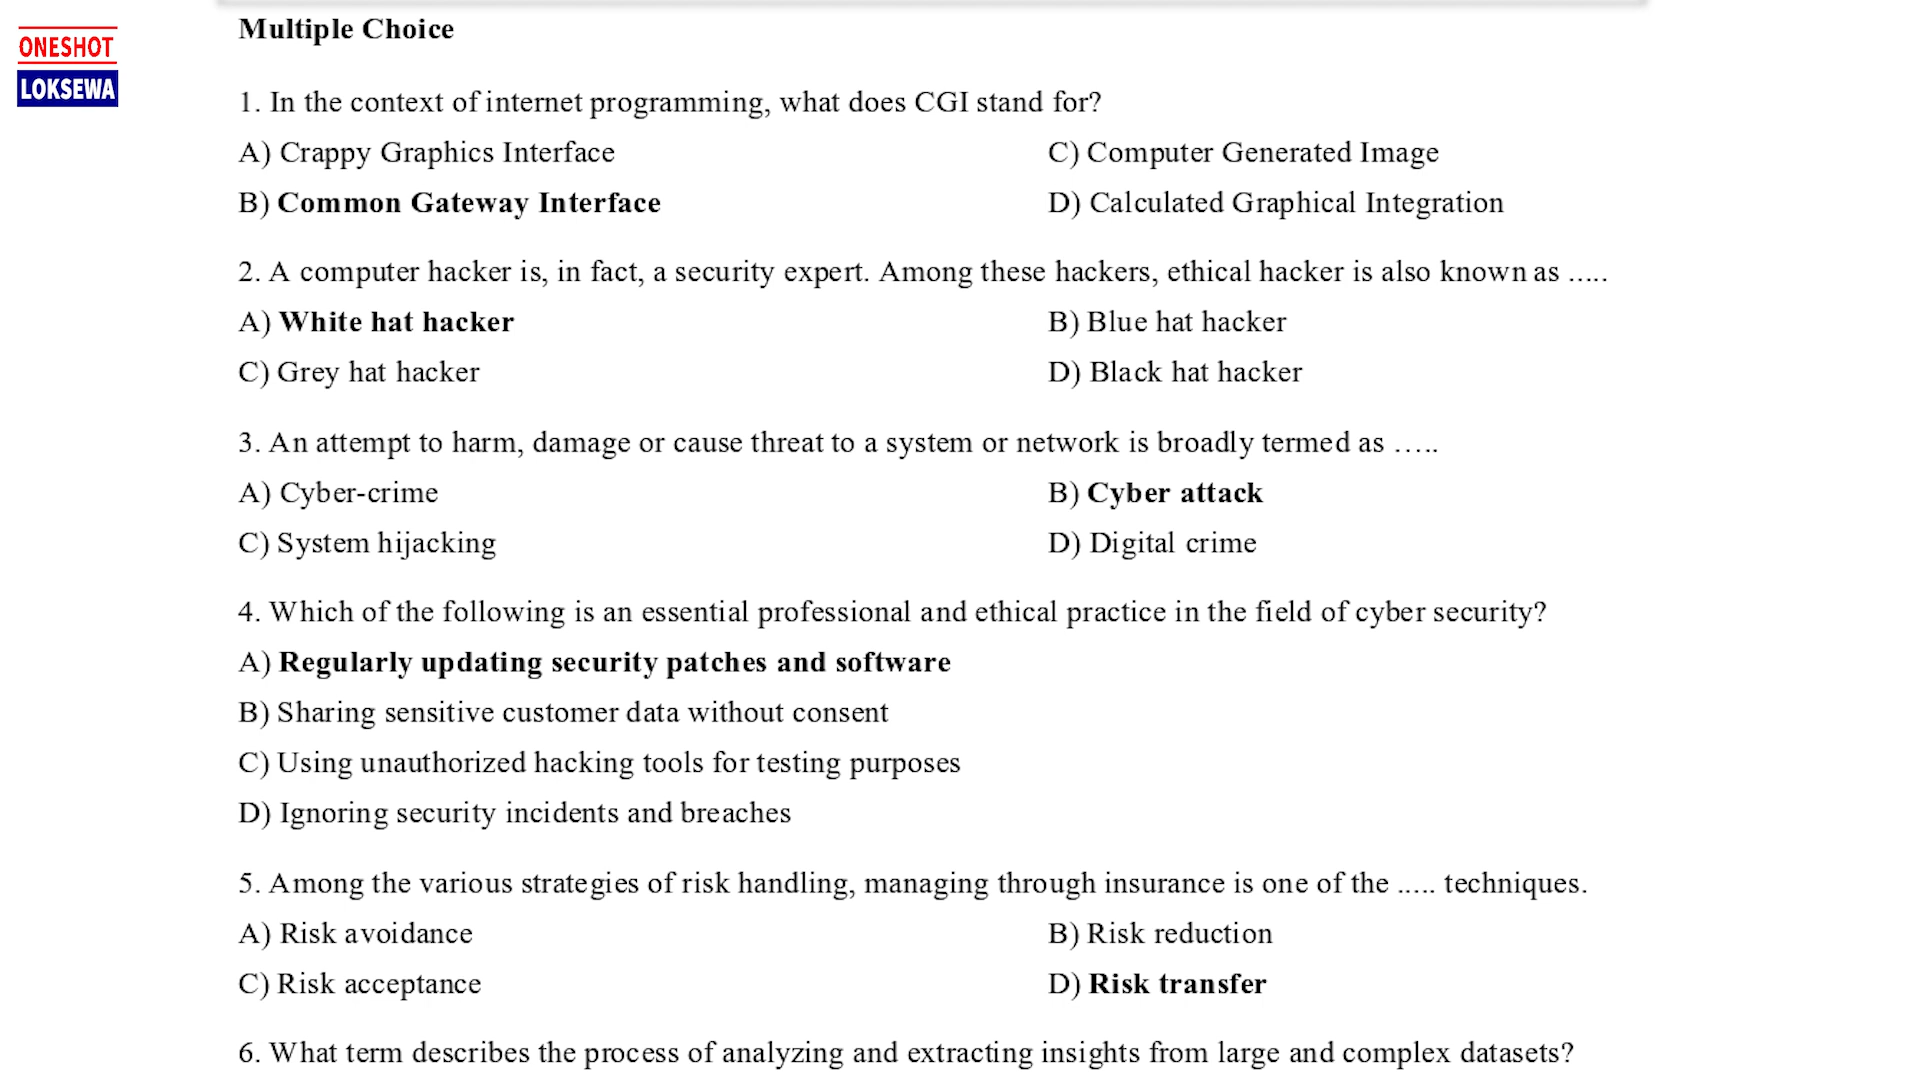 ONESHOT
LOKSEWA
Multiple Choice
1. In the context of internet programming, what does CGI stand for?
A) Crappy Graphics Interface
C) Computer Generated Image
B) Common Gateway Interface
D) Calculated Graphical Integration
2. A computer hacker is, in fact, a security expert. Among these hackers, ethical hacker is also known as .....
A) White hat hacker
B) Blue hat hacker
C) Grey hat hacker
D) Black hat hacker
3. An attempt to harm, damage or cause threat to a system or network is broadly termed as …..
A) Cyber-crime
B) Cyber attack
C) System hijacking
D) Digital crime
4. Which of the following is an essential professional and ethical practice in the field of cyber security?
A) Regularly updating security patches and software
B) Sharing sensitive customer data without consent
C) Using unauthorized hacking tools for testing purposes
D) Ignoring security incidents and breaches
5. Among the various strategies of risk handling, managing through insurance is one of the ..... techniques.
A) Risk avoidance
B) Risk reduction
C) Risk acceptance
D) Risk transfer
6. What term describes the process of analyzing and extracting insights from large and complex datasets?